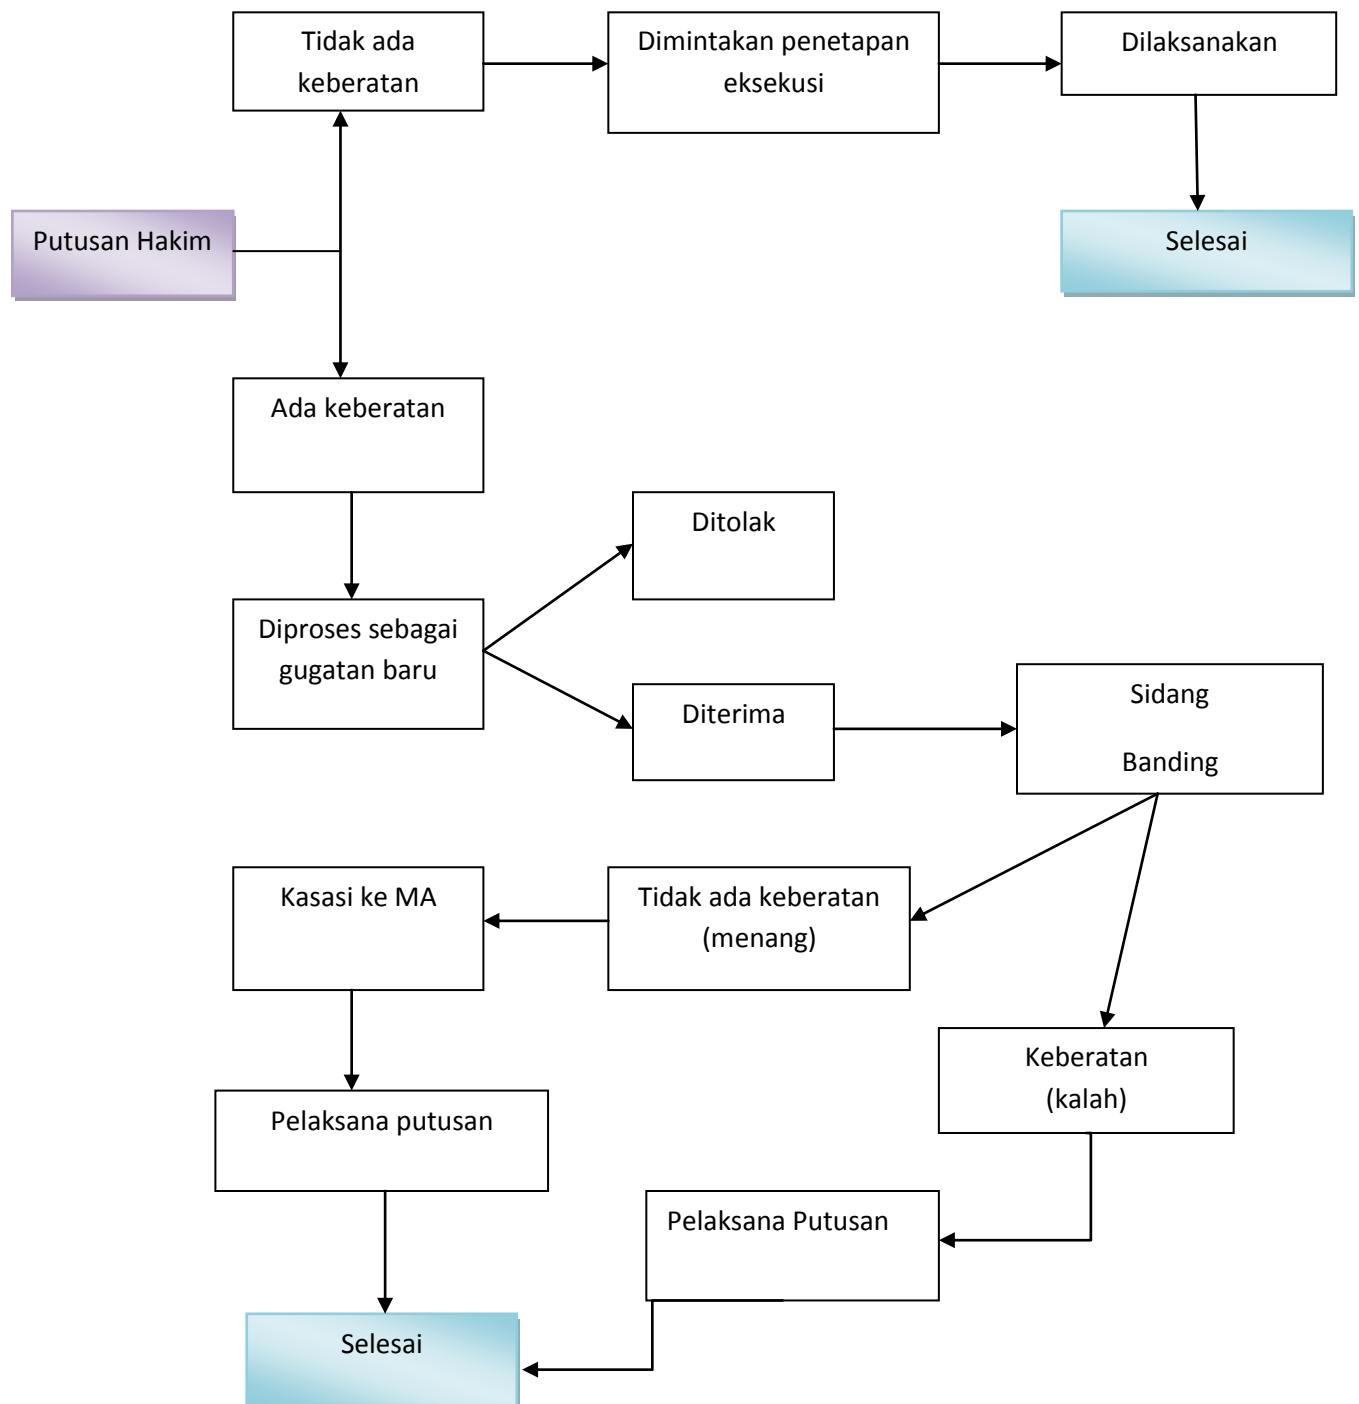 Tidak ada
keberatan
Dimintakan penetapan
eksekusi
Dilaksanakan
Putusan Hakim
Selesai
Ada keberatan
Ditolak
Diproses sebagai
gugatan baru
Diterima
Sidang
Banding
Kasasi ke MA
Tidak ada keberatan
(menang)
Keberatan
(kalah)
Pelaksana putusan
Pelaksana Putusan
Selesai